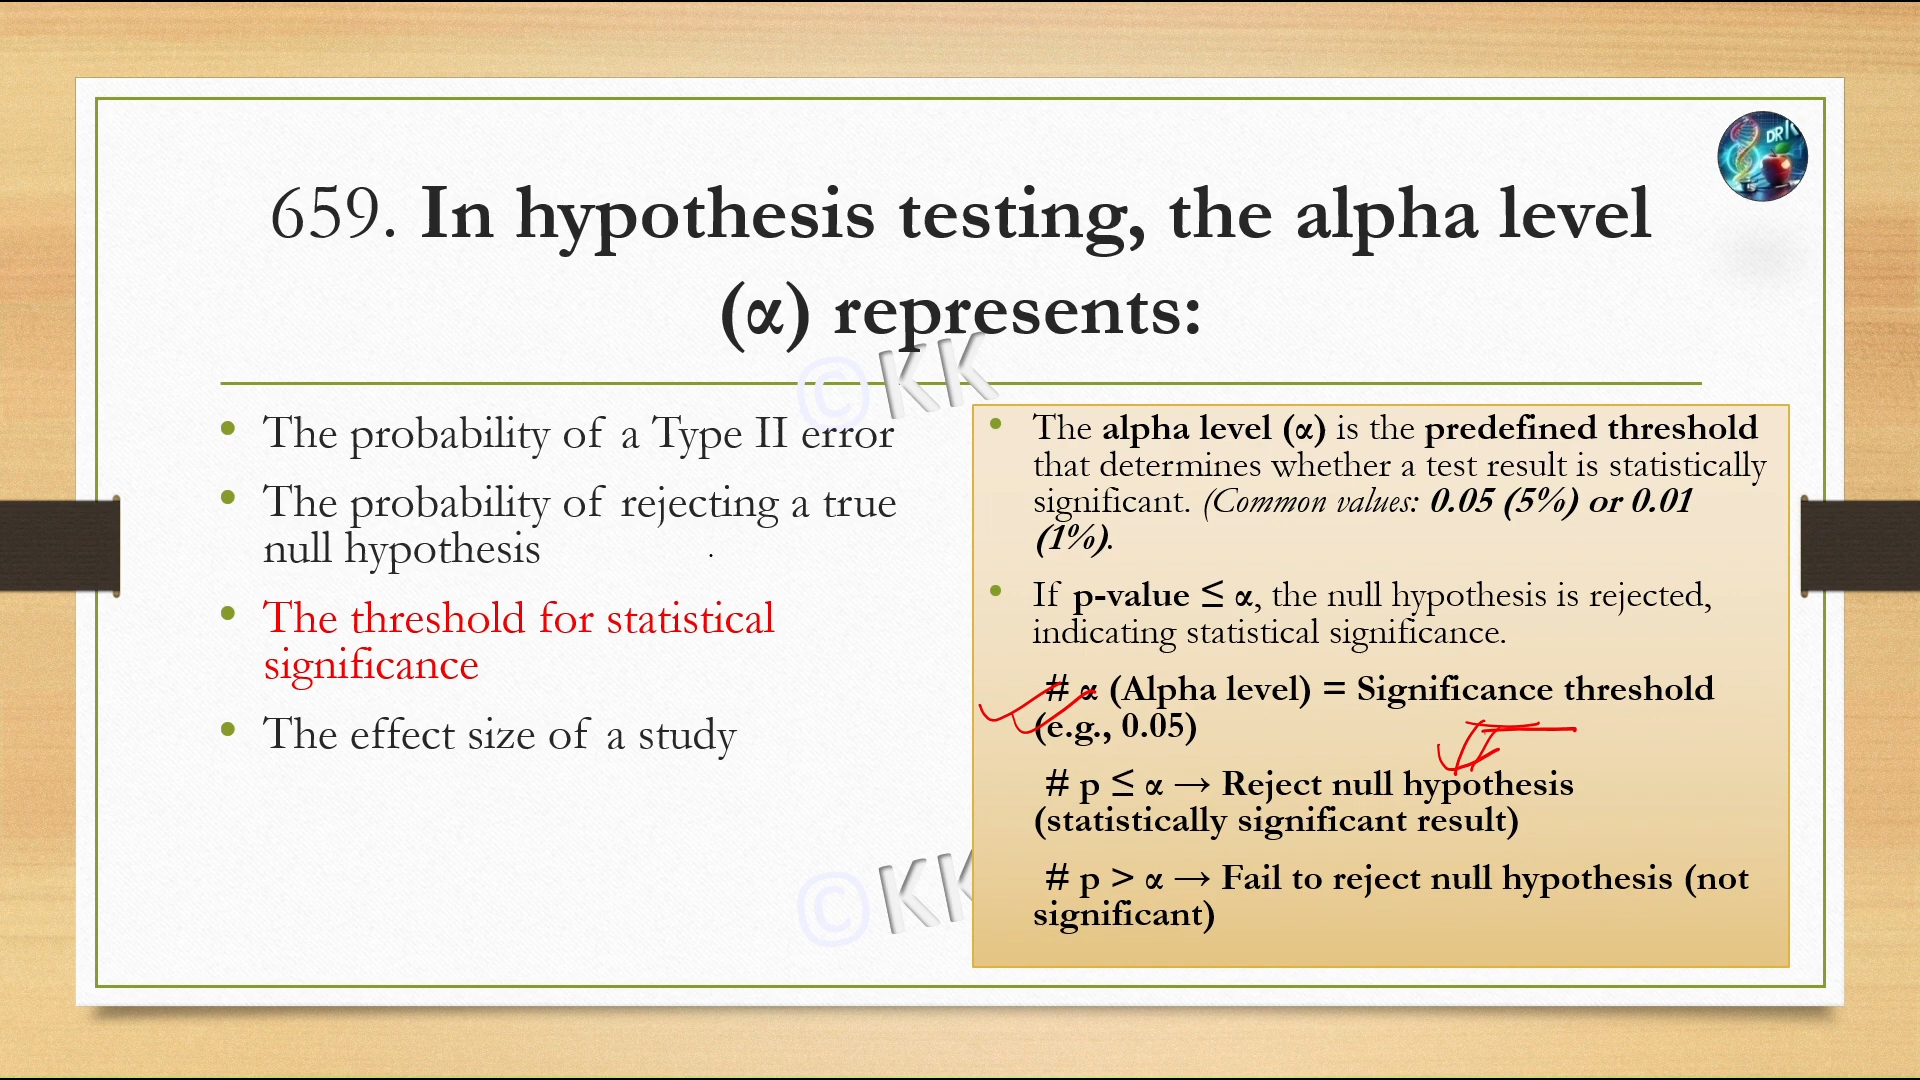 DR K
659. In hypothesis testing, the alpha level
(α) represents:
©KK
• The probability of a Type II error
• The probability of rejecting a true
null hypothesis
• The threshold for statistical
significance
• The effect size of a study
©KK
• The alpha level (α) is the predefined threshold
that determines whether a test result is statistically
significant. (Common values: 0.05 (5%) or 0.01
(1%).
• If p-value ≤ α, the null hypothesis is rejected,
indicating statistical significance.
# α (Alpha level) = Significance threshold
(e.g., 0.05)
# p ≤ α → Reject null hypothesis
(statistically significant result)
# p > α → Fail to reject null hypothesis (not
significant)